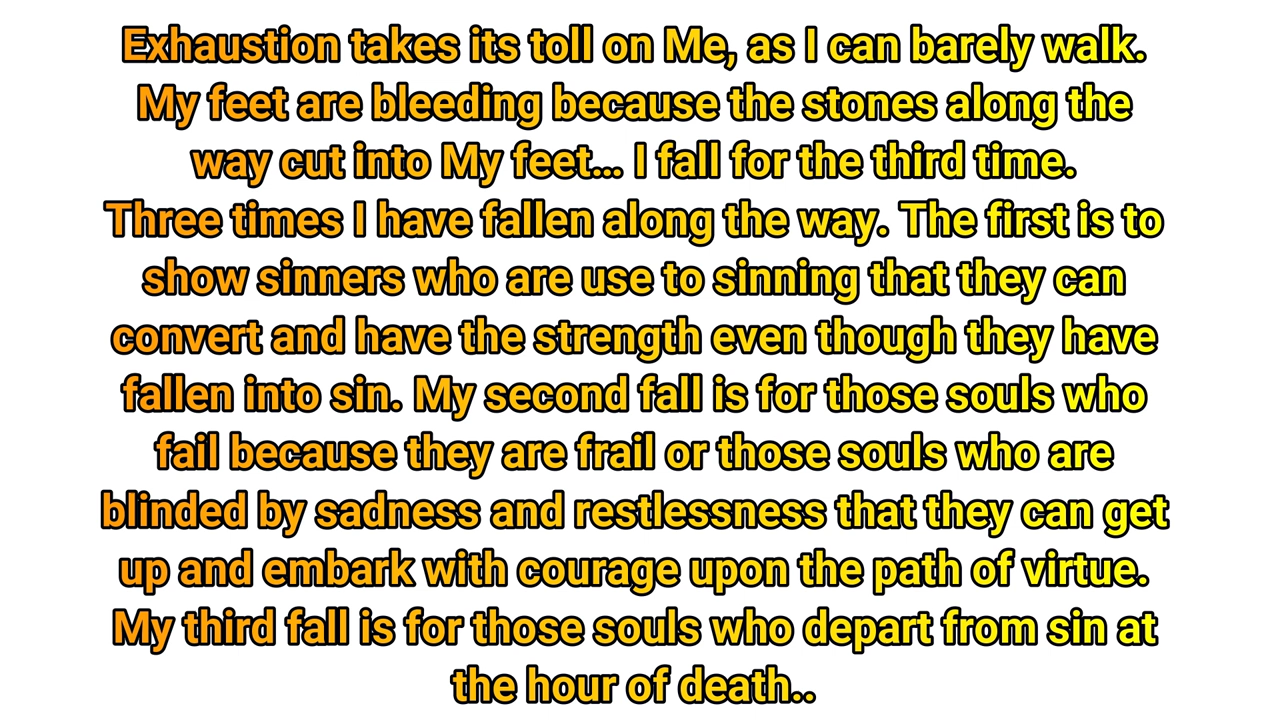 Exhaustion takes its toll on Me, as I can barely walk.
My feet are bleeding because the stones along the
way cut into My feet... I fall for the third time.
Three times I have fallen along the way. The first is to
show sinners who are use to sinning that they can
convert and have the strength even though they have
fallen into sin. My second fall is for those souls who
fail because they are frail or those souls who are
blinded by sadness and restlessness that they can get
up and embark with courage upon the path of virtue.
My third fall is for those souls who depart from sin at
the hour of death..